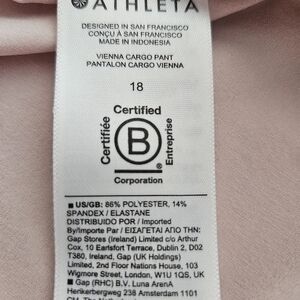 ATHLETA
DESIGNED IN SAN FRANCISCO
CONÇU À SAN FRANCISCO
MADE IN INDONESIA
VIENNA CARGO PANT
PANTALON CARGO VIENNA
18
Certified
Certifiée
B
®
Entreprise
Corporation
■ US/GB: 86% POLYESTER, 14%
SPANDEX / ELASTANE
DISTRIBUTED FOR / Imported
By/Importe Par / ΕΙΣΑΓΕΤΑΙ ΑΠΟ ΤΗΝ:
Gap Stores (Ireland) Limited c/o Arthur
Cox, 10 Earlsfort Terrace, Dublin 2, D02
T380, Ireland, Gap (UK Holdings)
Limited, 2nd Floor Nations House, 103
Wigmore Street, London, W1U 1QS, UK
■ Gap (RHC) B.V. Luna ArenA
Herikerbergweg 238 Amsterdam 1101